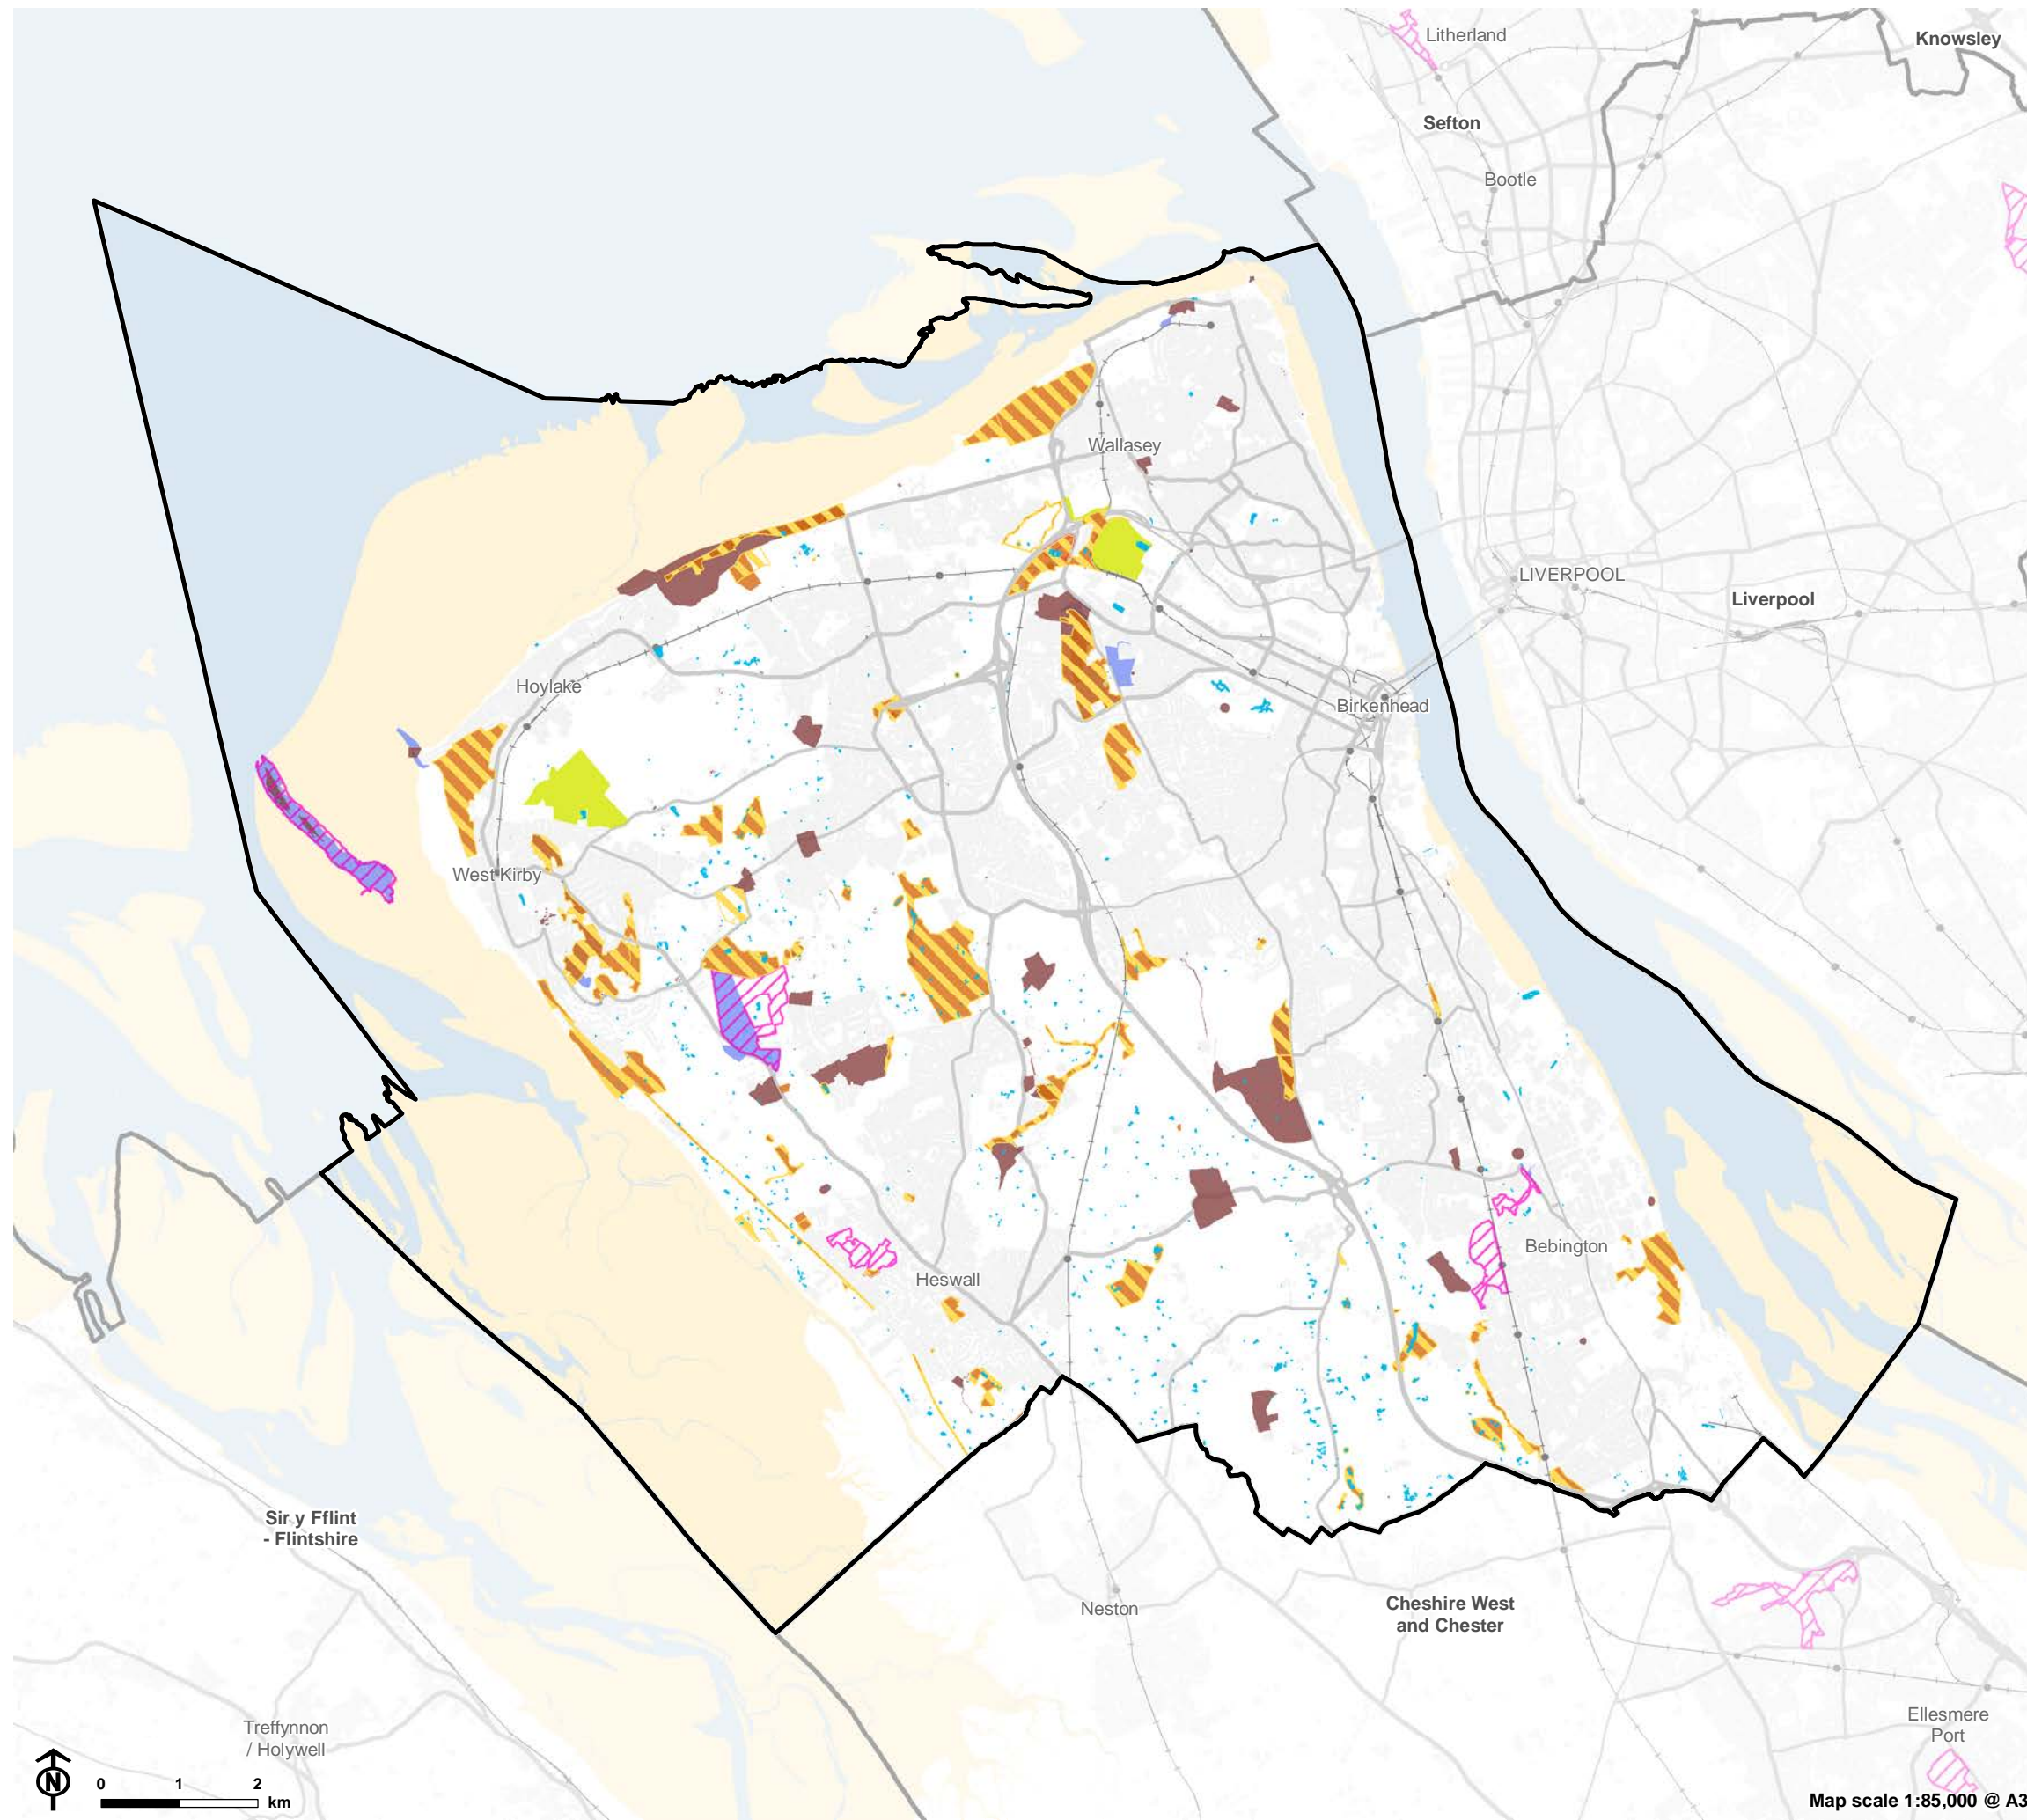 Litherland
Knowsley
Sefton
Bootle
Wallasey
LIVERPOOL
Liverpool
Hoylake
Birkenhead
West Kirby
Bebington
Heswall
Sir y Fflint
- Flintshire
Neston
Cheshire West
and Chester
Treffynnon
/ Holywell
Ellesmere
Port
N
0 1 2
km
Map scale 1:85,000 @ A3